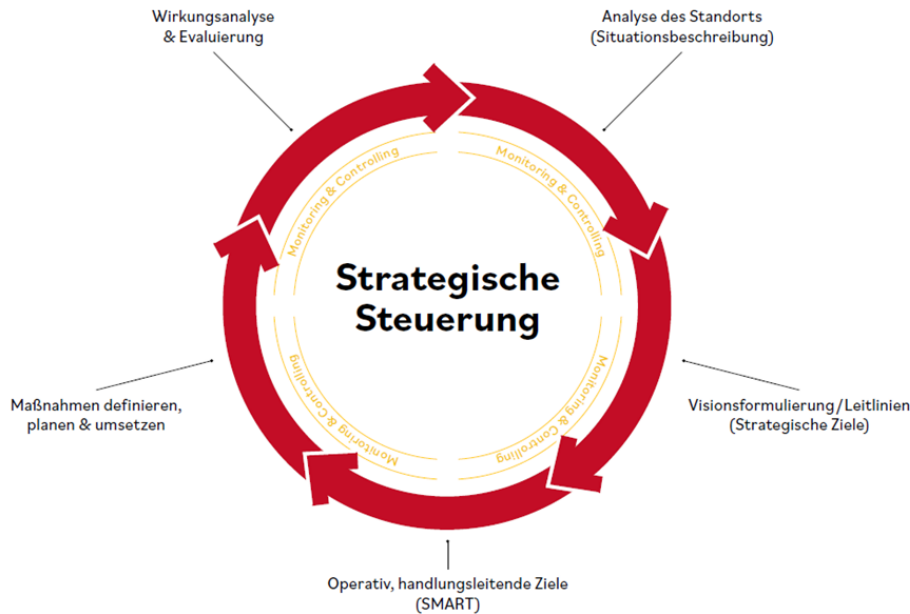 Wirkungsanalyse
& Evaluierung
Analyse des Standorts
(Situationsbeschreibung)
Monitoring & Controlling
Monitoring & Controlling
Strategische
Steuerung
Monitoring & Controlling
Monitoring & Controlling
Maßnahmen definieren,
planen & umsetzen
Visionsformulierung/Leitlinien
(Strategische Ziele)
Operativ, handlungsleitende Ziele
(SMART)